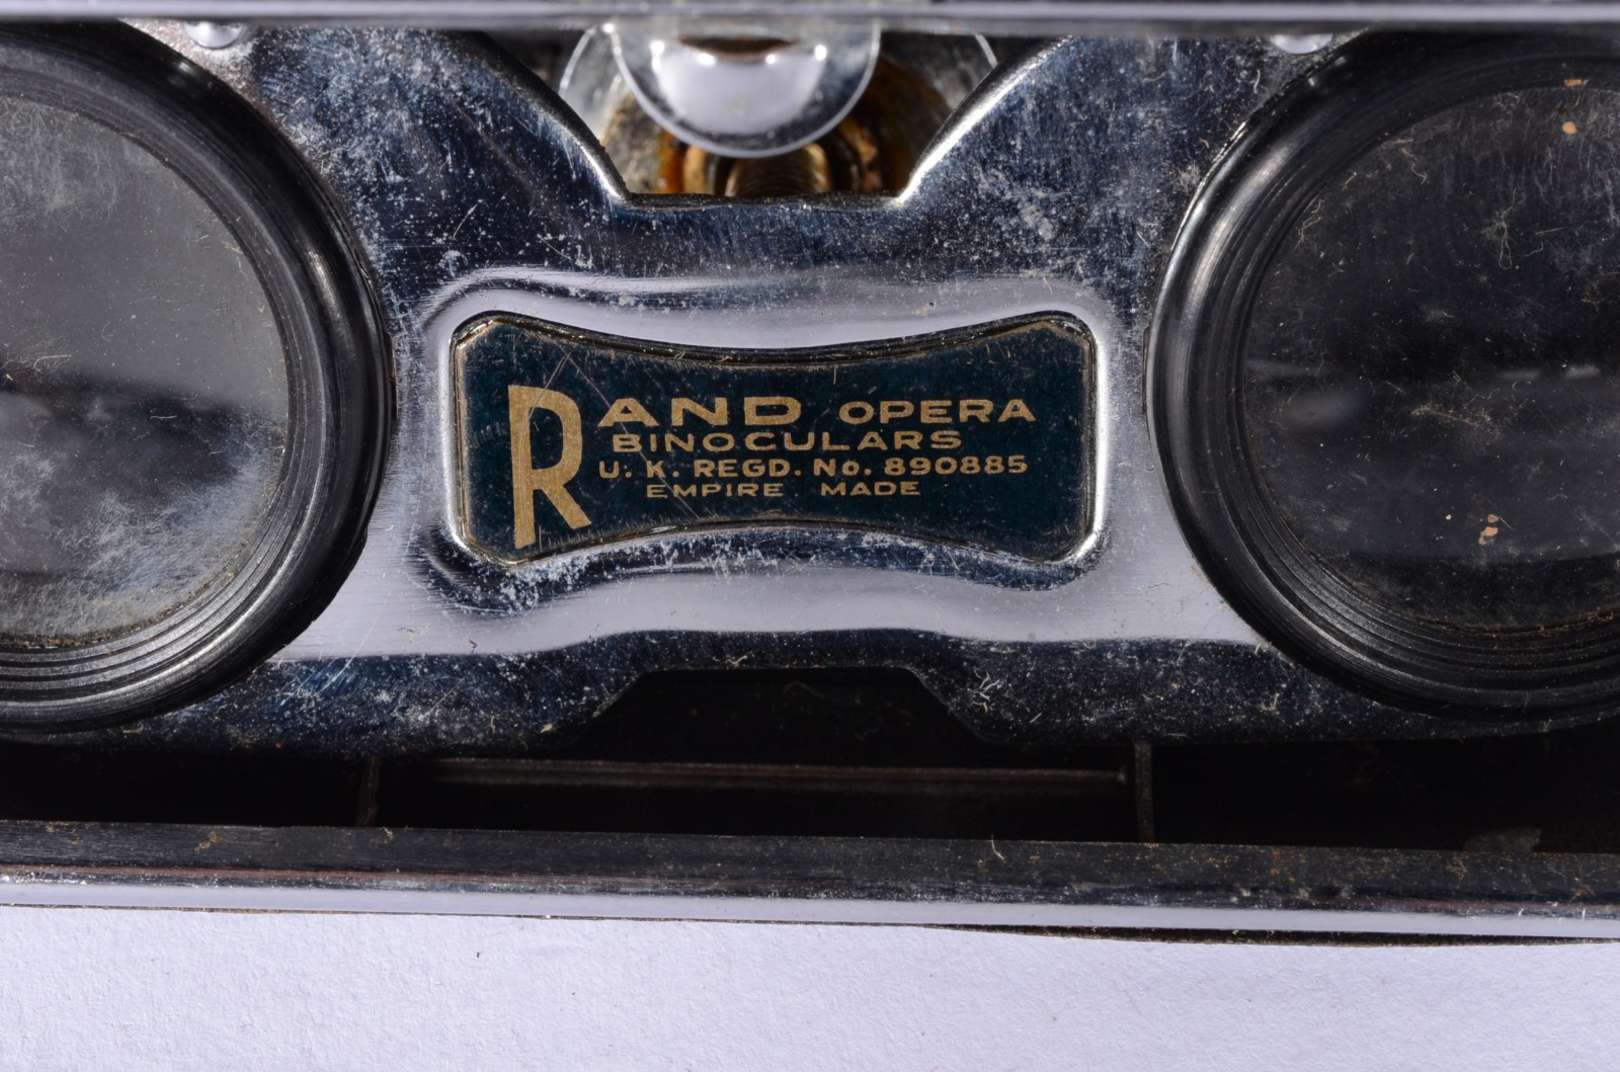 RAND OPERA
BINOCULARS
U. K. REGD. No. 890885
EMPIRE MADE